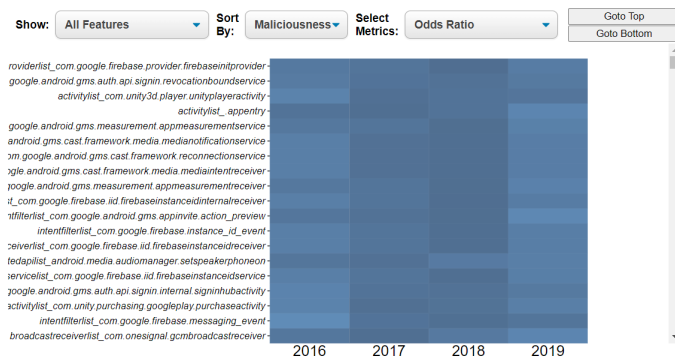 Show: All Features Sort By: Maliciousness Select Metrics: Odds Ratio Goto Top
Goto Bottom
roviderlist_com.google.firebase.provider.firebaseinitprovider
google.android.gms.auth.api.signin.revocationboundservice
activitylist_com.unity3d.player.unityplayeractivity
activitylist_.appentry
google.android.gms.measurement.appmeasurementservice
android.gms.cast.framework.media.medianotificationservice
om.google.android.gms.cast.framework.reconnectionservice
gle.android.gms.cast.framework.media.mediaintentreceiver
google.android.gms.measurement.appmeasurementreceiver
st_com.google.firebase.iid.firebaseinstanceidinternalreceiver
ntfilterlist_com.google.android.gms.appinvite.action_preview
intentfilterlist_com.google.firebase.instance_id_event
ceiverlist_com.google.firebase.iid.firebaseinstanceidreceiver
tedapilist_android.media.audiomanager.setspeakerphoneon
servicelist_com.google.firebase.iid.firebaseinstanceidservice
google.android.gms.auth.api.signin.internal.signinhubactivity
activitylist_com.unity.purchasing.googleplay.purchaseactivity
intentfilterlist_com.google.firebase.messaging_event
broadcastreceiverlist_com.onesignal.gcmbroadcastreceiver
2016 2017 2018 2019